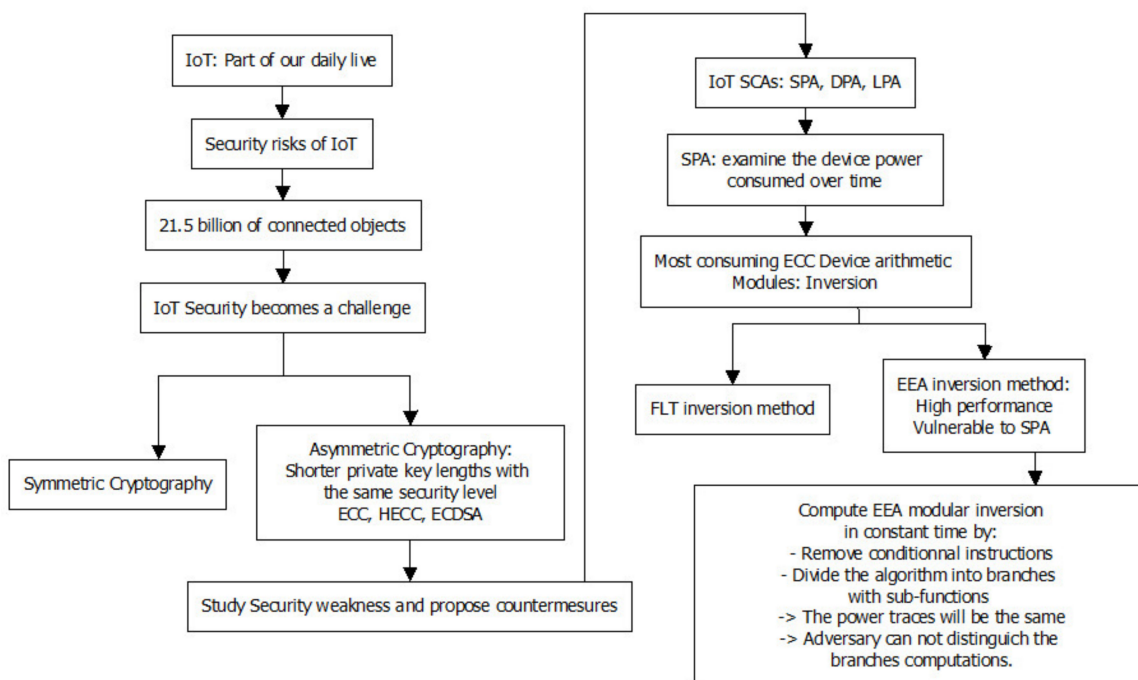 IoT: Part of our daily live
Security risks of IoT
21.5 billion of connected objects
IoT Security becomes a challenge
Symmetric Cryptography
Asymmetric Cryptography:
Shorter private key lengths with
the same security level
ECC, HECC, ECDSA
Study Security weakness and propose countermesures
IoT SCAs: SPA, DPA, LPA
SPA: examine the device power
consumed over time
Most consuming ECC Device arithmetic
Modules: Inversion
FLT inversion method
EEA inversion method:
High performance
Vulnerable to SPA
Compute EEA modular inversion
in constant time by:
- Remove conditionnal instructions
- Divide the algorithm into branches
with sub-functions
-> The power traces will be the same
-> Adversary can not distinguich the
branches computations.